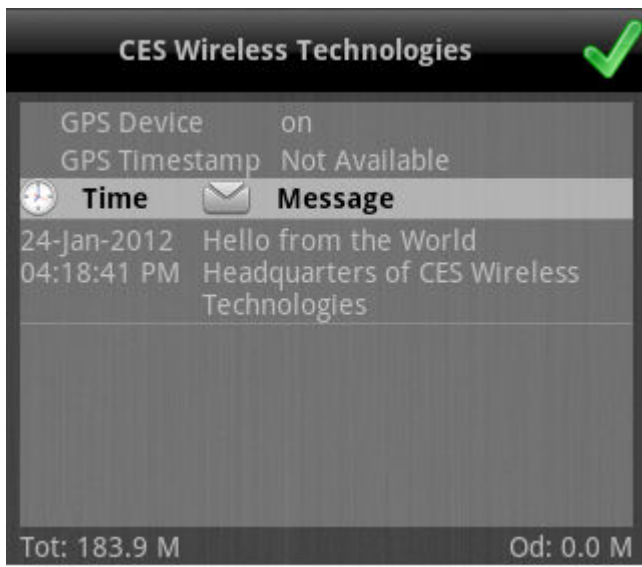 CES Wireless Technologies
GPS Device on
GPS Timestamp Not Available
Time Message
24-Jan-2012 Hello from the World
04:18:41 PM Headquarters of CES Wireless
Technologies
Tot: 183.9 M Od: 0.0 M